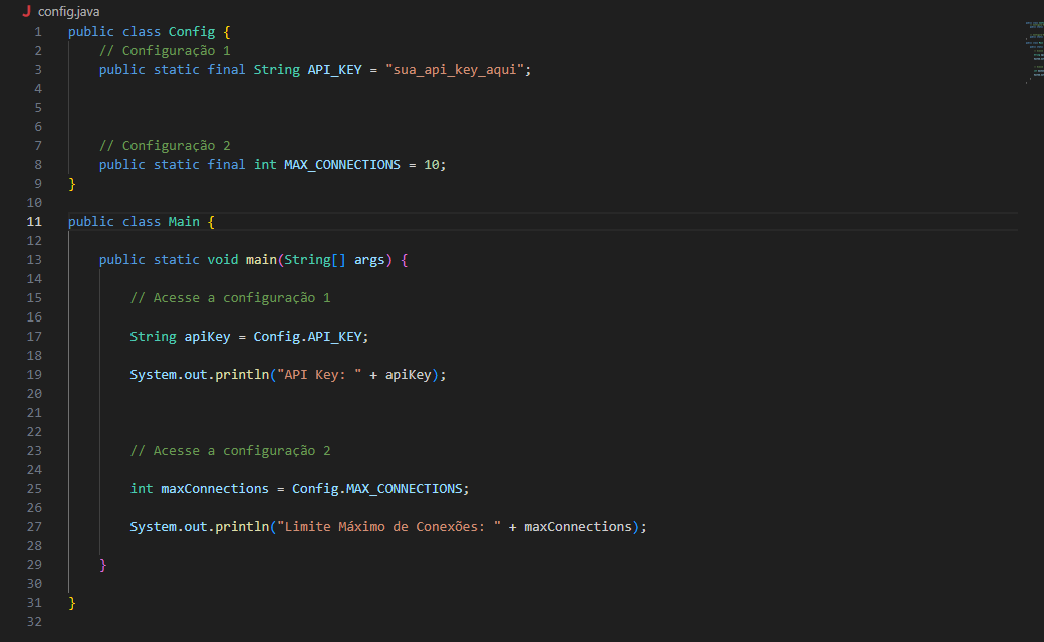 config.java
1 public class Config {
2 // Configuração 1
3 public static final String API_KEY = "sua_api_key_aqui";
4
5
6
7 // Configuração 2
8 public static final int MAX_CONNECTIONS = 10;
9 }
10
11 public class Main {
12
13 public static void main(String[] args) {
14
15 // Acesse a configuração 1
16
17 String apiKey = Config.API_KEY;
18
19 System.out.println("API Key: " + apiKey);
20
21
22
23 // Acesse a configuração 2
24
25 int maxConnections = Config.MAX_CONNECTIONS;
26
27 System.out.println("Limite Máximo de Conexões: " + maxConnections);
28
29 }
30
31 }
32